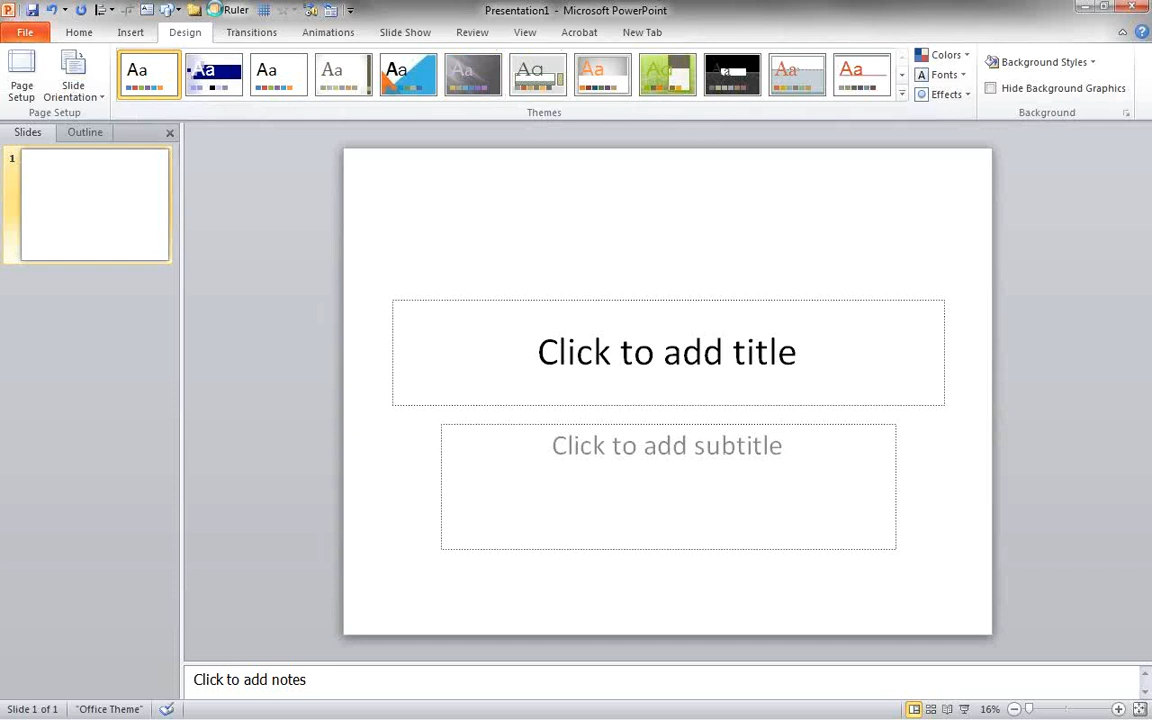 Ruler
Presentation1 - Microsoft PowerPoint
File Home Insert Design Transitions Animations Slide Show Review View Acrobat New Tab
Page Setup
Slide Orientation
Aa Aa Aa Aa Aa Aa Aa Aa Aa Aa Aa Aa
Colors
Fonts
Effects
Background Styles
Hide Background Graphics
Page Setup Themes Background
Slides Outline
1
Click to add title
Click to add subtitle
Click to add notes
Slide 1 of 1 "Office Theme" 16%